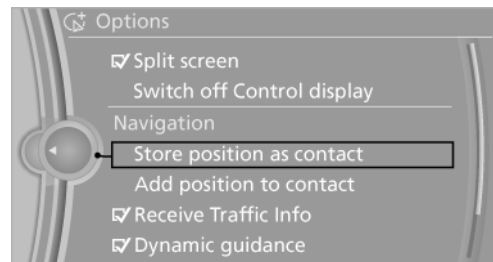 Options
Split screen
Switch off Control display
Navigation
Store position as contact
Add position to contact
Receive Traffic Info
Dynamic guidance